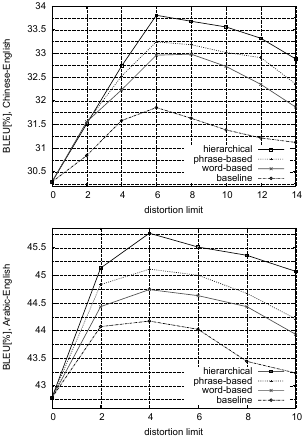 34
33.5
33
32.5
32
31.5
31
30.5
BLEU[%], Chinese-English
hierarchical
phrase-based
word-based
baseline
0 2 4 6 8 10 12 14
distortion limit
45.5
45
44.5
44
43.5
43
BLEU[%], Arabic-English
hierarchical
phrase-based
word-based
baseline
0 2 4 6 8 10
distortion limit